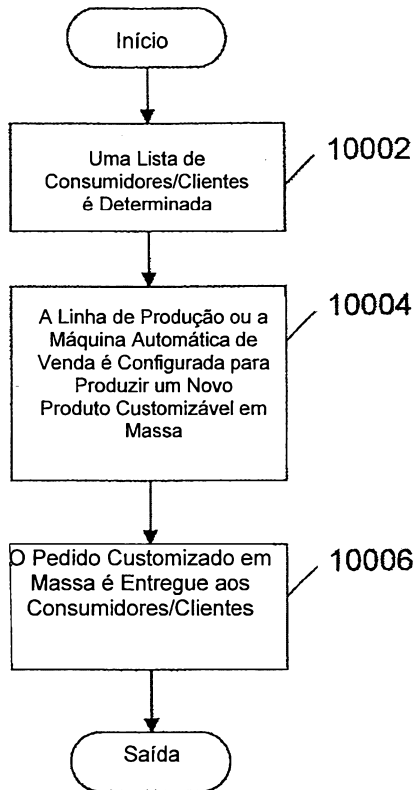 Início
Uma Lista de
Consumidores/Clientes
é Determinada
10002
A Linha de Produção ou a
Máquina Automática de
Venda é Configurada para
Produzir um Novo
Produto Customizável em
Massa
10004
O Pedido Customizado em
Massa é Entregue aos
Consumidores/Clientes
10006
Saída